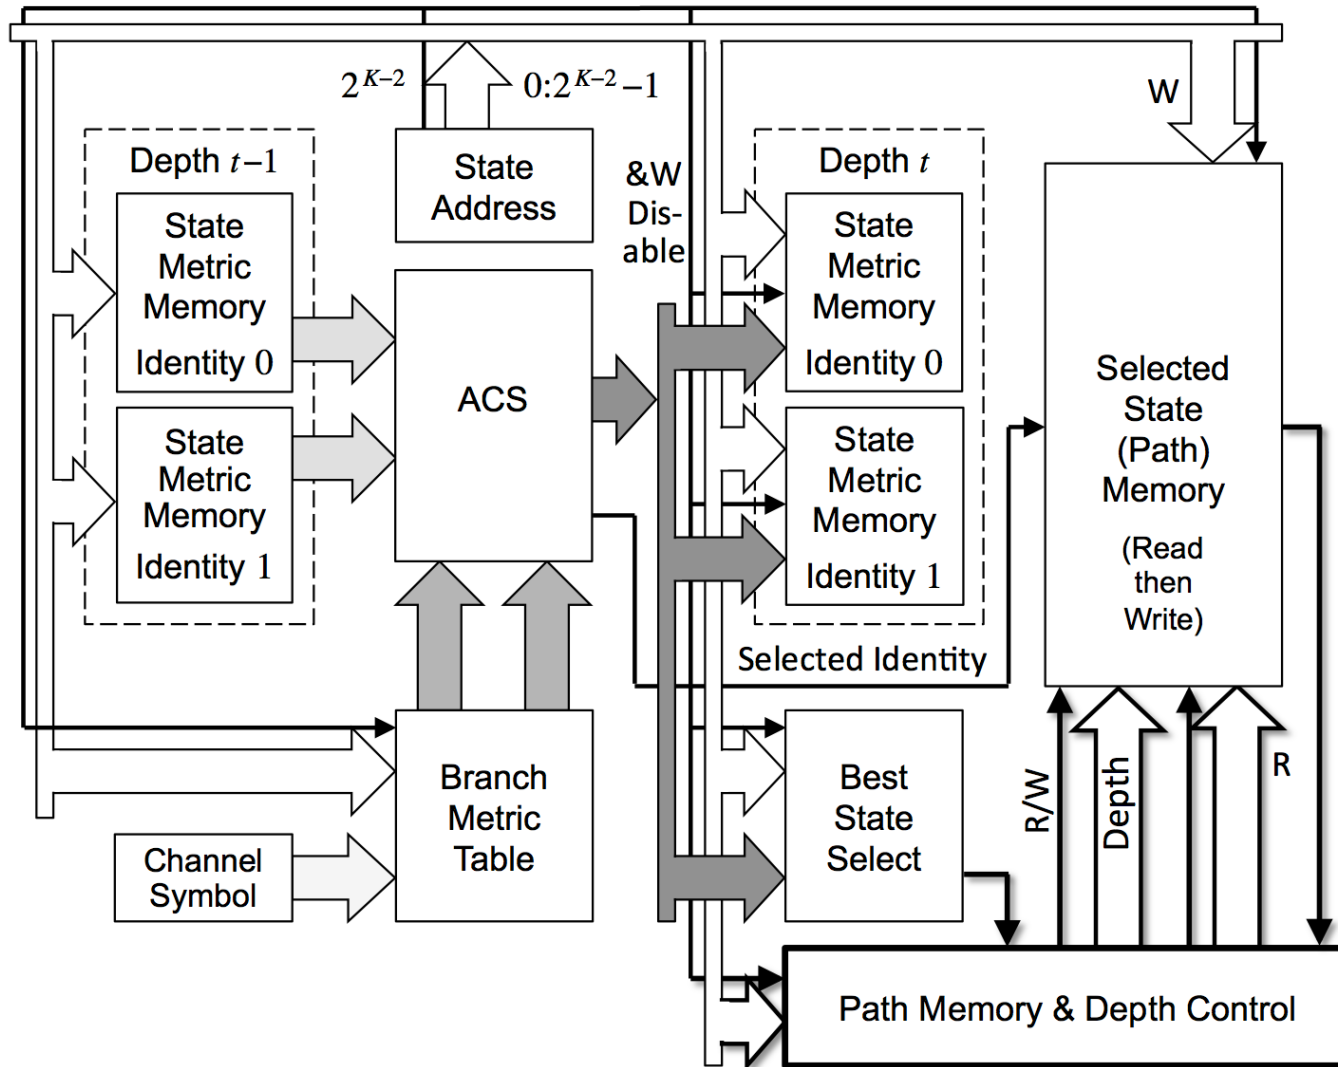 2^{K–2}
0:2^{K–2}–1
W
Depth t–1
State
Metric
Memory
Identity 0
State
Metric
Memory
Identity 1
State
Address
ACS
&W
Dis-
able
Depth t
State
Metric
Memory
Identity 0
State
Metric
Memory
Identity 1
Selected
State
(Path)
Memory
(Read
then
Write)
Selected Identity
Channel
Symbol
Branch
Metric
Table
Best
State
Select
R/W
Depth
R
Path Memory & Depth Control